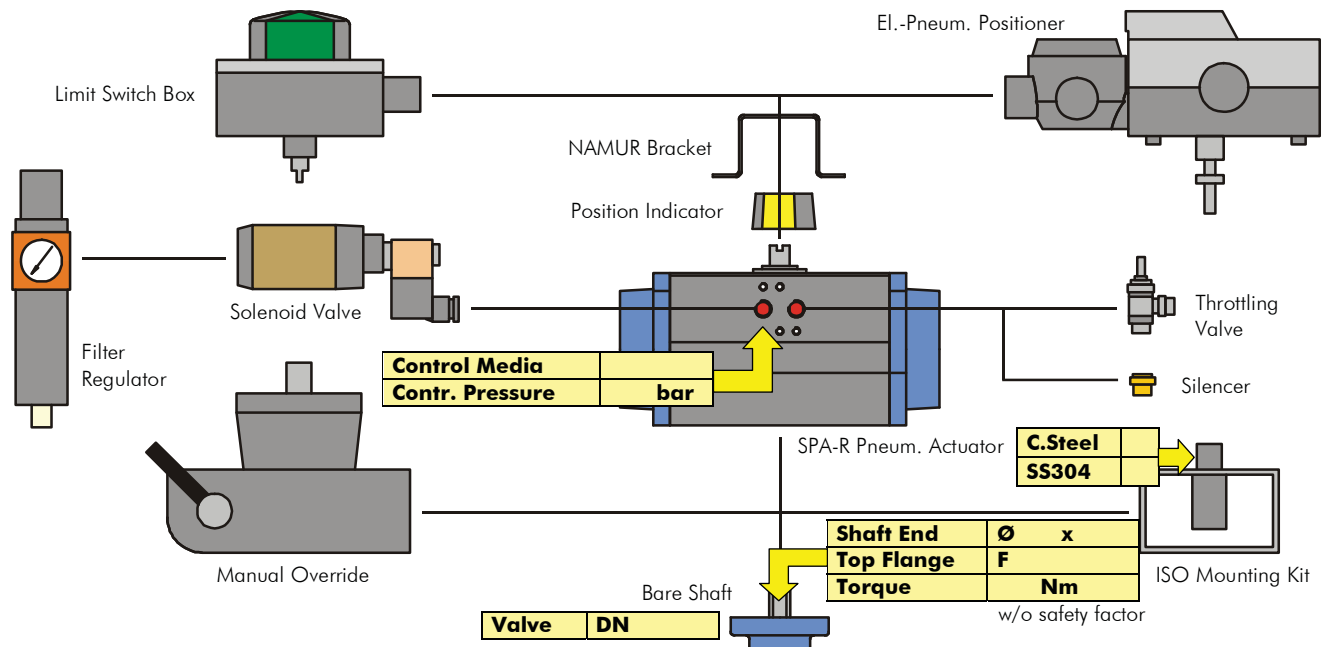 El.-Pneum. Positioner
Limit Switch Box
NAMUR Bracket
Position Indicator
Solenoid Valve
Throttling
Valve
Filter
Regulator
Control Media
Contr. Pressure bar
Silencer
SPA-R Pneum. Actuator
C.Steel
SS304
Manual Override
Shaft End Ø x
Top Flange F
Torque Nm
w/o safety factor
ISO Mounting Kit
Bare Shaft
Valve DN